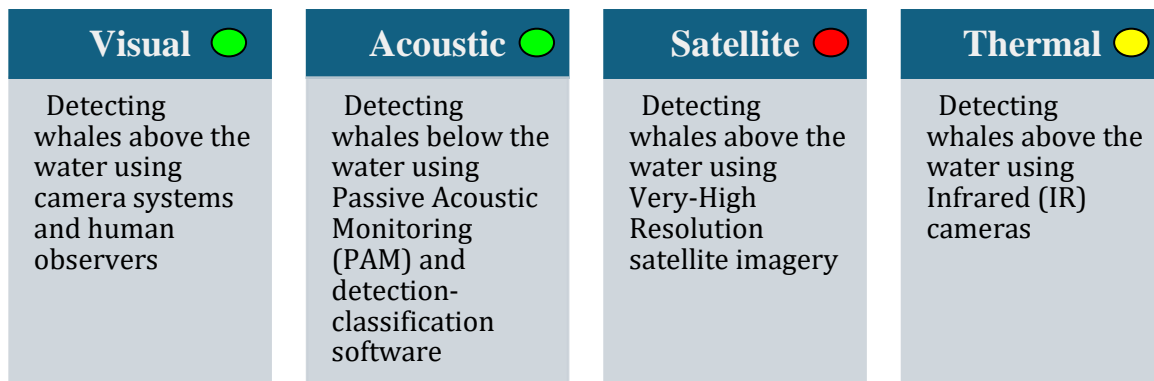 Visual
Detecting
whales above the
water using
camera systems
and human
observers
Acoustic
Detecting
whales below the
water using
Passive Acoustic
Monitoring
(PAM) and
detection-
classification
software
Satellite
Detecting
whales above the
water using
Very-High
Resolution
satellite imagery
Thermal
Detecting
whales above the
water using
Infrared (IR)
cameras